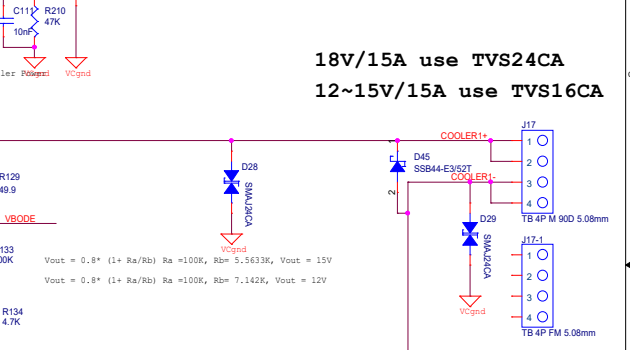 C111 R210
47K
10nF
VCgnd VCgnd
18V/15A use TVS24CA
12~15V/15A use TVS16CA
J17
COOLER1+
1
2
3
4
TB 4P M 90D 5.08mm
1
D45
SSB44-E3/52T
2
COOLER1-
D28
SMAJ24CA
VCgnd
R129
49.9
VBODE
D29
SMAJ24CA
VCgnd
J17-1
1
2
3
4
TB 4P FM 5.08mm
Vout = 0.8* (1+ Ra/Rb) Ra =100K, Rb= 5.5633K, Vout = 15V
Vout = 0.8* (1+ Ra/Rb) Ra =100K, Rb= 7.142K, Vout = 12V
R134
4.7K